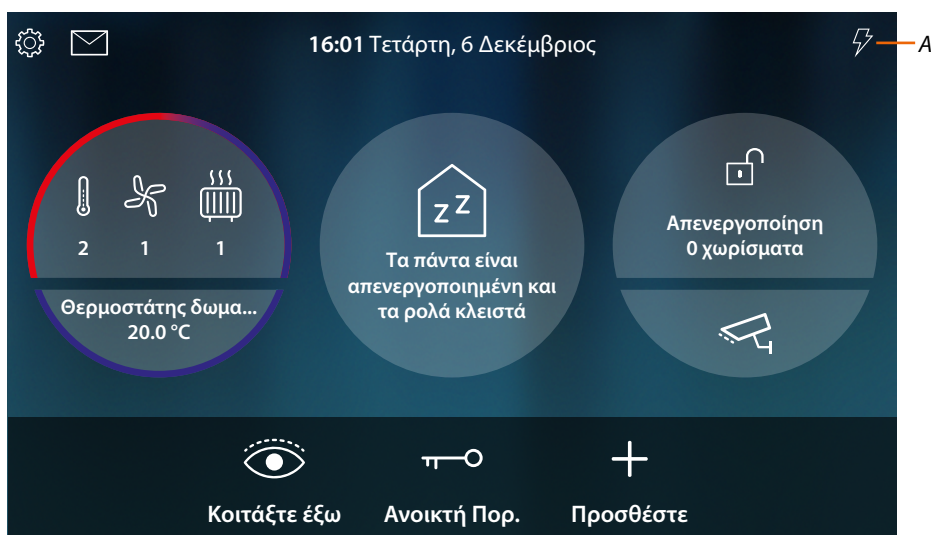 16:01 Τετάρτη, 6 Δεκέμβριος
A
2 1 1
Θερμοστάτης δωμα...
20.0 °C
z Z
Τα πάντα είναι
απενεργοποιημένη και
τα ρολά κλειστά
Απενεργοποίηση
0 χωρίσματα
Κοιτάξτε έξω
Ανοικτή Πορ.
Προσθέστε